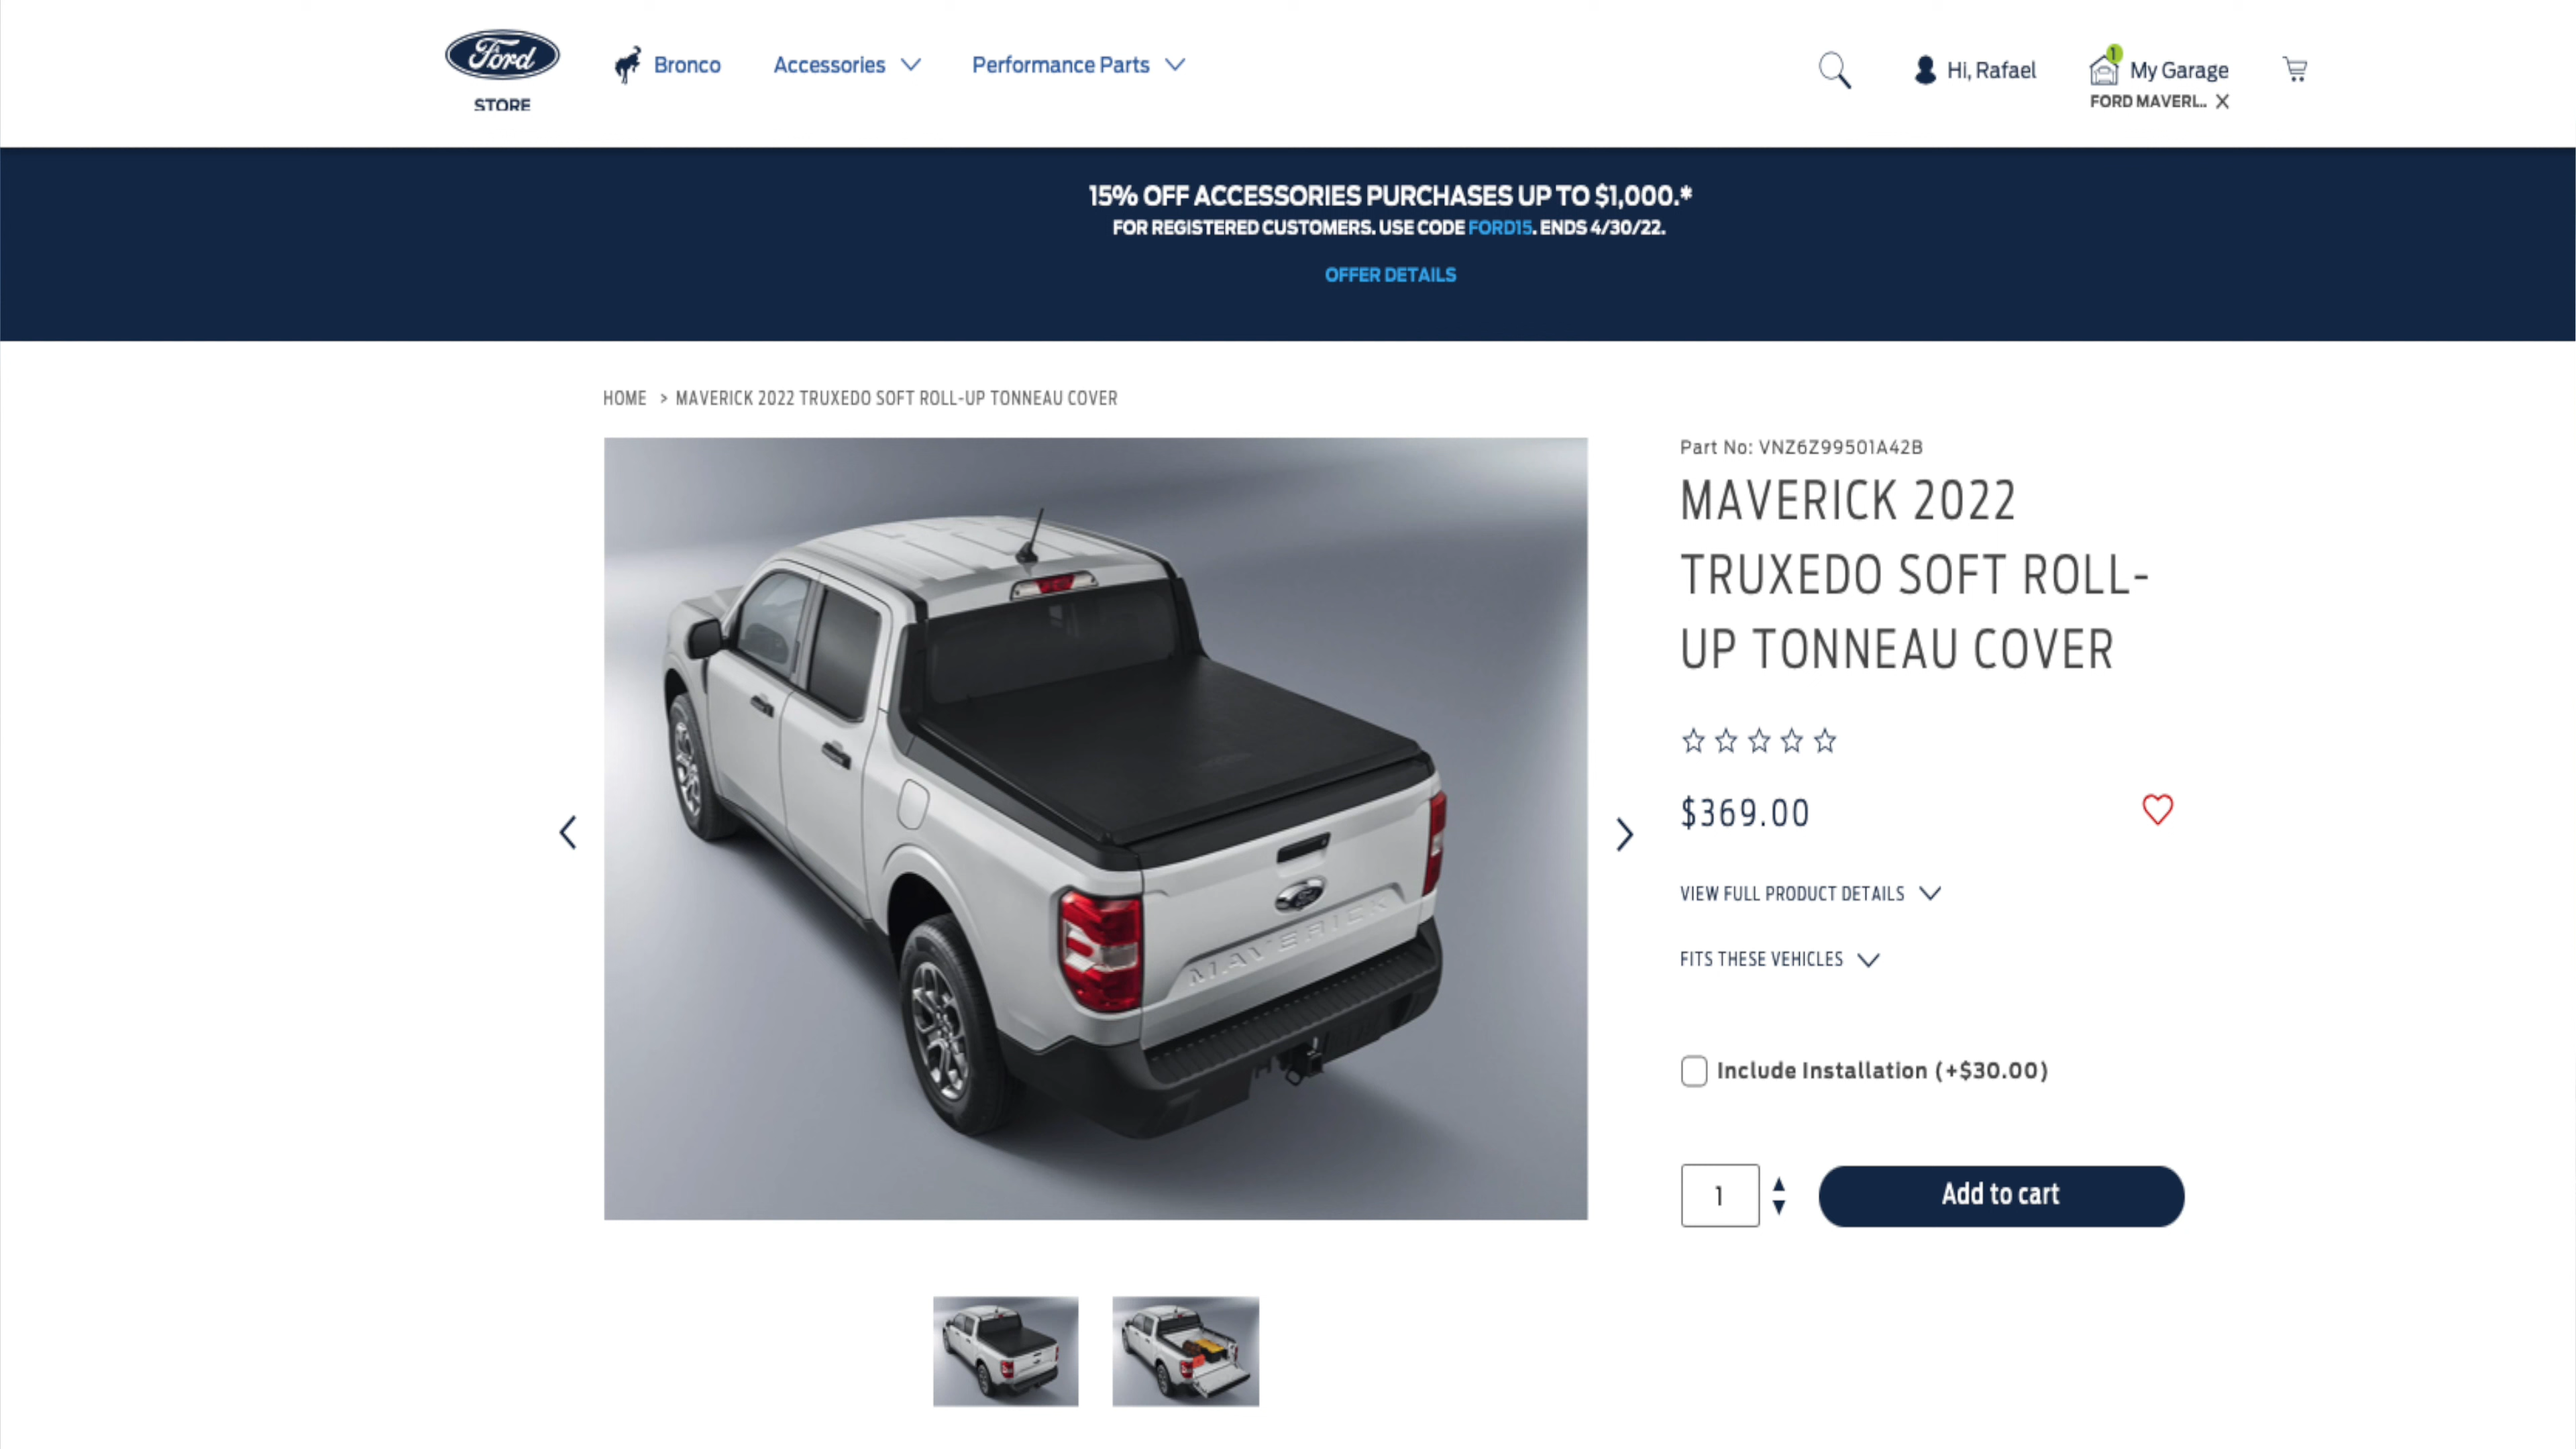 Ford
STORE
Bronco
Accessories
Performance Parts
Hi, Rafael
1
My Garage
FORD MAVERL... X
15% OFF ACCESSORIES PURCHASES UP TO $1,000.*
FOR REGISTERED CUSTOMERS. USE CODE FORD15. ENDS 4/30/22.
OFFER DETAILS
HOME > MAVERICK 2022 TRUXEDO SOFT ROLL-UP TONNEAU COVER
MAVERICK
Part No: VNZ6Z99501A42B
MAVERICK 2022
TRUXEDO SOFT ROLL-
UP TONNEAU COVER
$369.00
VIEW FULL PRODUCT DETAILS
FITS THESE VEHICLES
Include Installation (+$30.00)
1
Add to cart